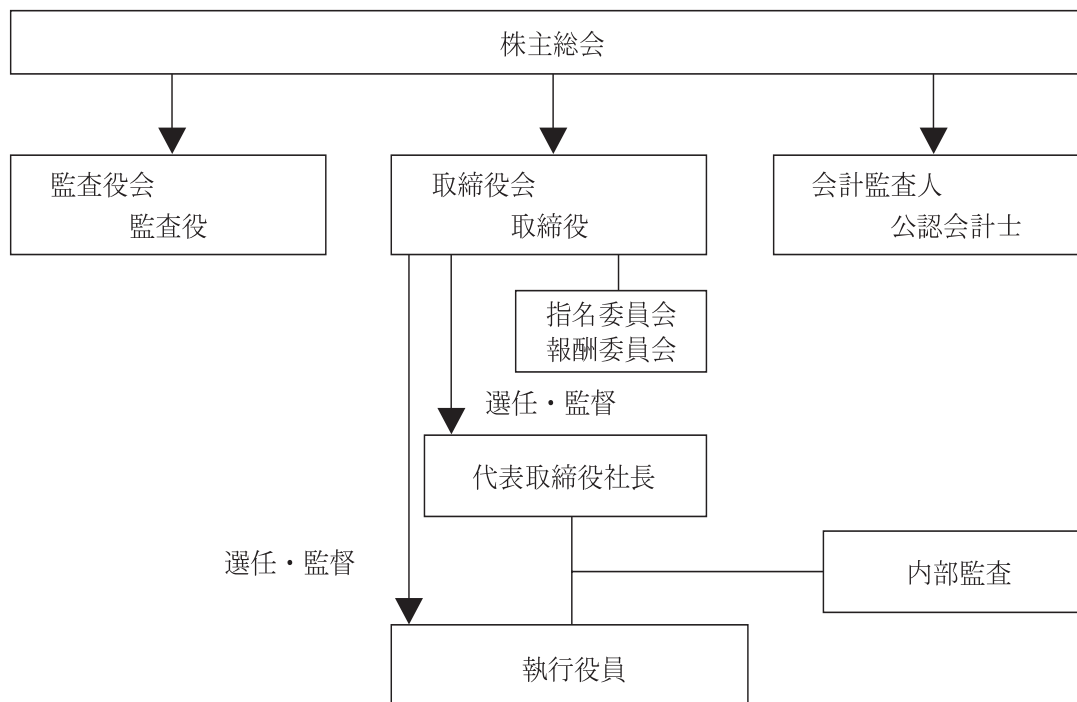 株主総会
監査役会
監査役
取締役会
取締役
会計監査人
公認会計士
指名委員会
報酬委員会
選任・監督
代表取締役社長
選任・監督
内部監査
執行役員